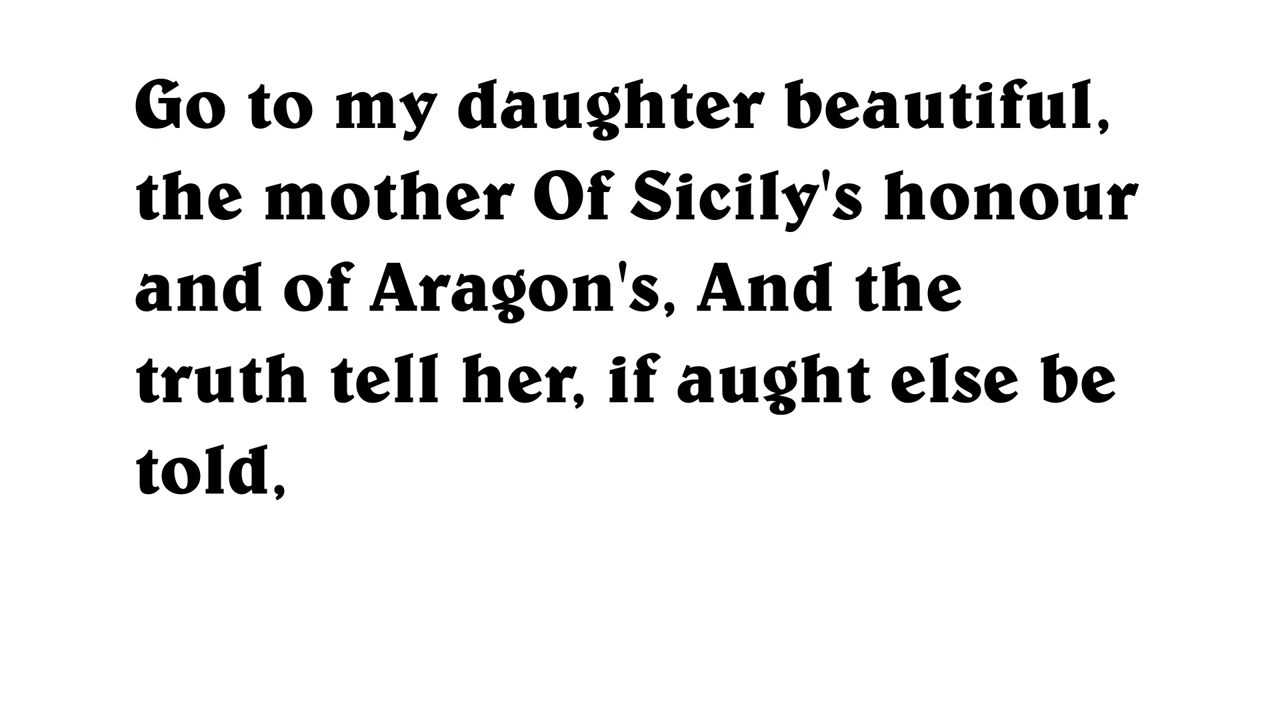 Go to my daughter beautiful,
the mother Of Sicily's honour
and of Aragon's, And the
truth tell her, if aught else be
told,